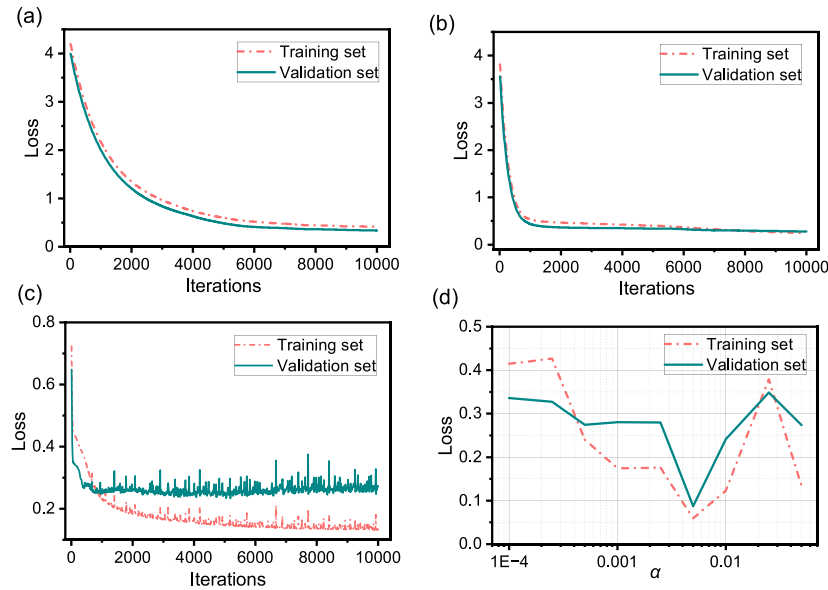 (a)
Training set
Validation set
Loss
4
3
2
1
0
0 2000 4000 6000 8000 10000
Iterations
(b)
Training set
Validation set
Loss
4
3
2
1
0
0 2000 4000 6000 8000 10000
Iterations
(c)
Training set
Validation set
Loss
0.8
0.6
0.4
0.2
0 2000 4000 6000 8000 10000
Iterations
(d)
Training set
Validation set
Loss
0.5
0.4
0.3
0.2
0.1
0.0
1E−4 0.001 0.01
α